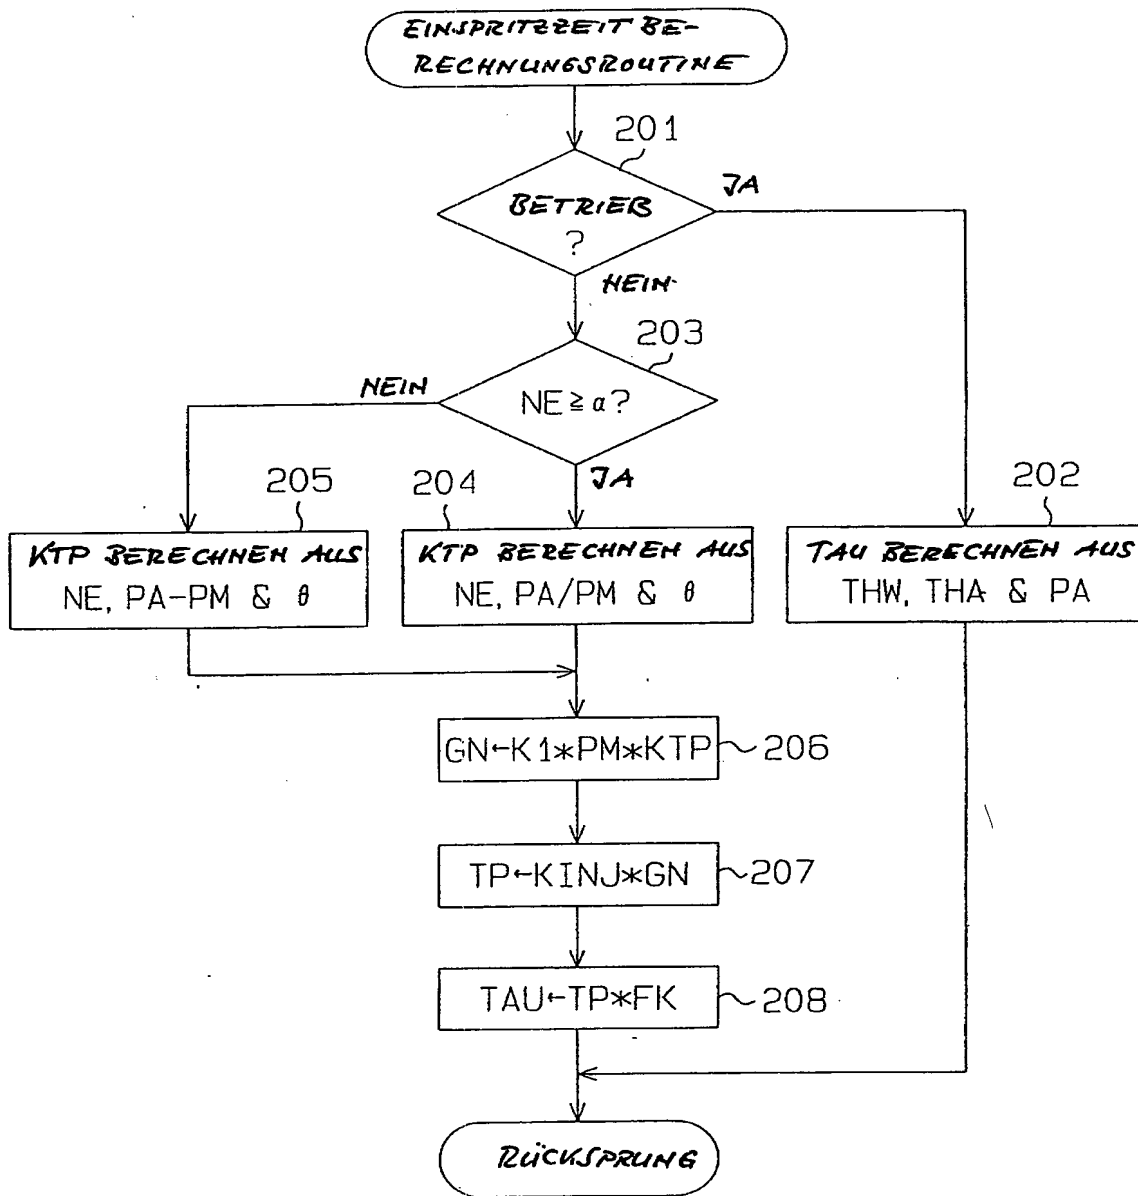 EINSPRITZZEIT BE-
RECHNUNGSROUTINE
201
BETRIEB
?
JA
HEIN
203
NE ≧ α?
NEIN
JA
205
KTP BERECHNEN AUS
NE, PA-PM & θ
204
KTP BERECHNEN AUS
NE, PA/PM & θ
202
TAU BERECHNEN AUS
THW, THA & PA
GN←K1*PM*KTP
206
TP←KINJ*GN
207
TAU←TP*FK
208
RÜCKSPRUNG